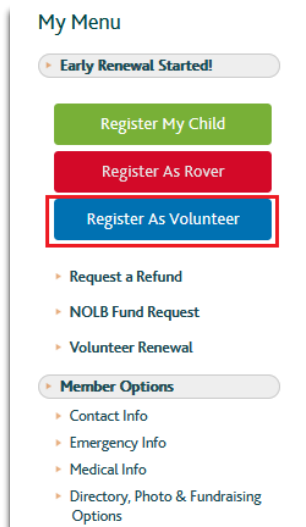 My Menu
Early Renewal Started!
Register My Child
Register As Rover
Register As Volunteer
Request a Refund
NOLB Fund Request
Volunteer Renewal
Member Options
Contact Info
Emergency Info
Medical Info
Directory, Photo & Fundraising
Options